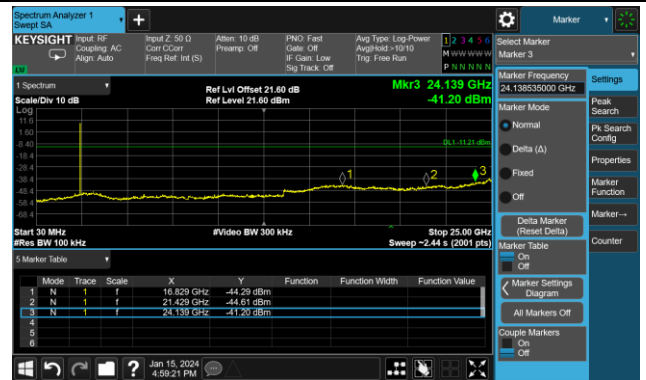 Spectrum Analyzer 1
Swept SA
+
Marker
KEYSIGHT
Input: RF
Coupling: AC
Align: Auto
Input Z: 50 Ω
Corr CCorr
Freq Ref: Int (S)
Atten: 10 dB
Preamp: Off
PNO: Fast
Gate: Off
IF Gain: Low
Sig Track: Off
Avg Type: Log-Power
Avg|Hold:>10/10
Trig: Free Run
1 2 3 4 5 6
M W W W W W
P N N N N N
LW
Select Marker
Marker 3
1 Spectrum
Scale/Div 10 dB
Ref Lvl Offset 21.60 dB
Ref Level 21.60 dBm
Mkr3 24.139 GHz
-41.20 dBm
Log
11.6
1.60
-8.40
-18.4
-28.4
-38.4
-48.4
-58.4
-68.4
DL1 -11.21 dBm
1
2
3
Start 30 MHz
#Res BW 100 kHz
#Video BW 300 kHz
Stop 25.00 GHz
Sweep ~2.44 s (2001 pts)
5 Marker Table
Mode Trace Scale X Y Function Function Width Function Value
1 N 1 f 16.829 GHz -44.29 dBm
2 N 1 f 21.429 GHz -44.61 dBm
3 N 1 f 24.139 GHz -41.20 dBm
4
5
6
Marker Frequency
24.138535000 GHz
Marker Mode
Normal
Delta (Δ)
Fixed
Off
Delta Marker
(Reset Delta)
Marker Table
On
Off
Marker Settings
Diagram
All Markers Off
Couple Markers
On
Off
Settings
Peak
Search
Pk Search
Config
Properties
Marker
Function
Marker→
Counter
?
Jan 15, 2024
4:59:21 PM